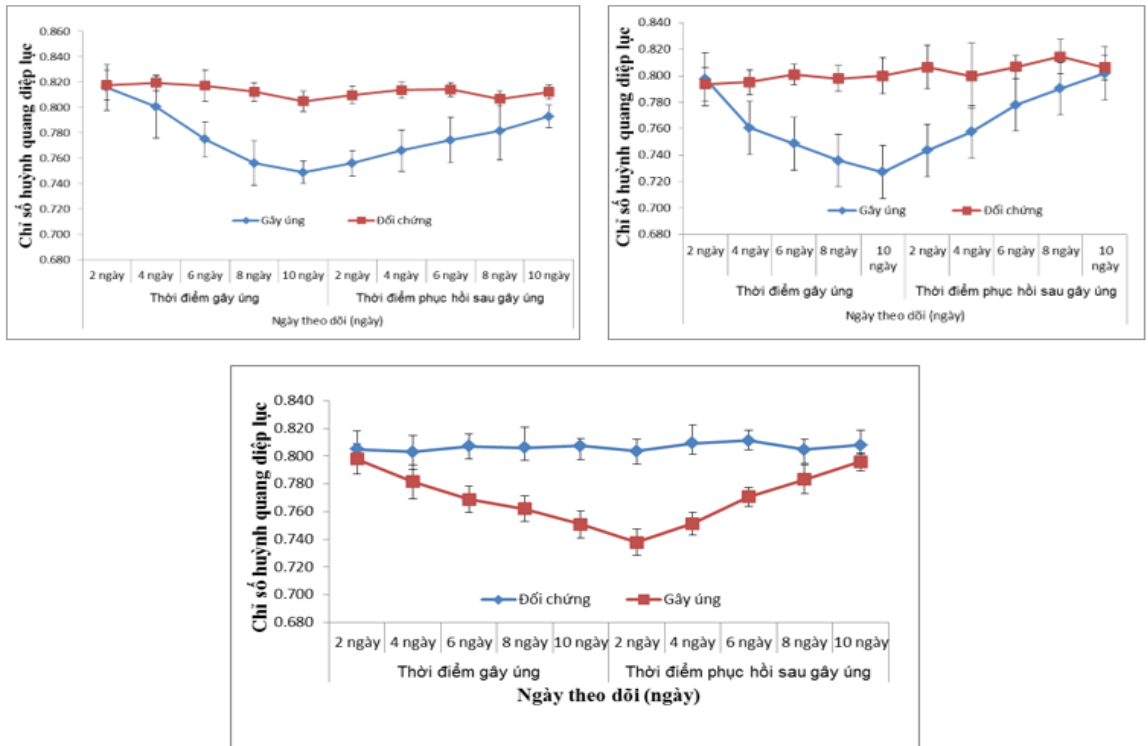 Chỉ số huỳnh quang diệp lục
0.860
0.840
0.820
0.800
0.780
0.760
0.740
0.720
0.700
0.680
Gây úng Đối chứng
2 ngày 4 ngày 6 ngày 8 ngày 10 ngày 2 ngày 4 ngày 6 ngày 8 ngày 10 ngày
Thời điểm gây úng Thời điểm phục hồi sau gây úng
Ngày theo dõi (ngày)
Chỉ số huỳnh quang diệp lục
0.840
0.820
0.800
0.780
0.760
0.740
0.720
0.700
0.680
Gây úng Đối chứng
2 ngày 4 ngày 6 ngày 8 ngày 10 2 ngày 4 ngày 6 ngày 8 ngày 10
ngày ngày
Thời điểm gây úng Thời điểm phục hồi sau gây úng
Ngày theo dõi (ngày)
Chỉ số huỳnh quang diệp lục
0.840
0.820
0.800
0.780
0.760
0.740
0.720
0.700
0.680
Đối chứng Gây úng
2 ngày 4 ngày 6 ngày 8 ngày 10 ngày 2 ngày 4 ngày 6 ngày 8 ngày 10 ngày
Thời điểm gây úng Thời điểm phục hồi sau gây úng
Ngày theo dõi (ngày)